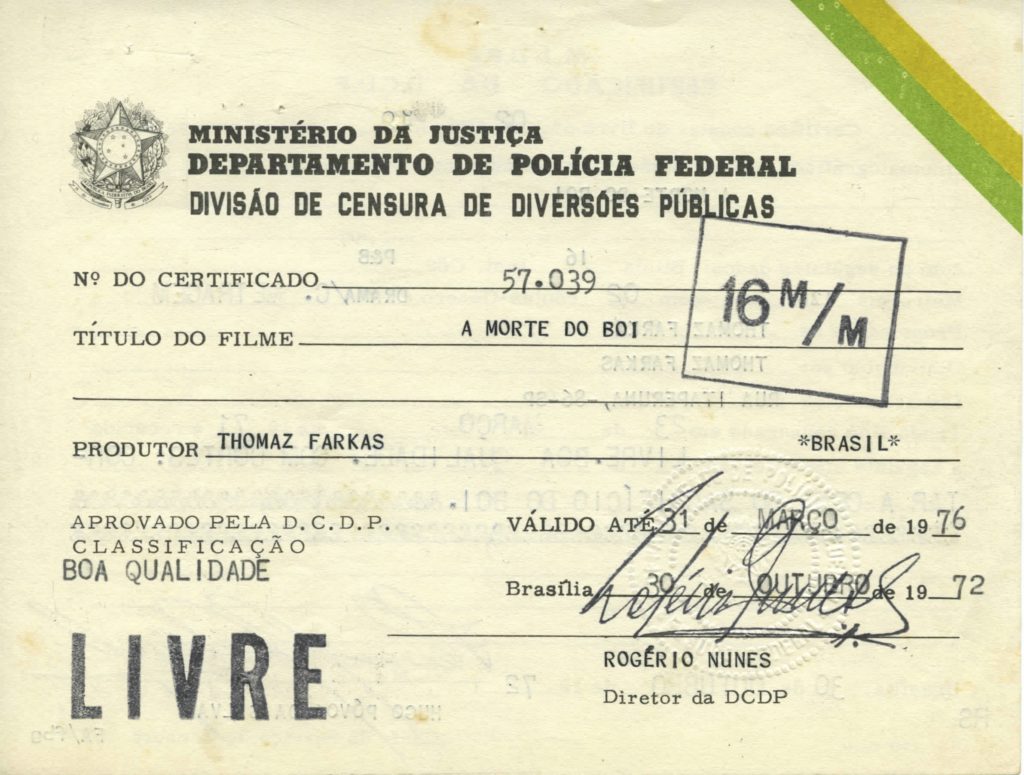 MINISTÉRIO DA JUSTIÇA
DEPARTAMENTO DE POLÍCIA FEDERAL
DIVISÃO DE CENSURA DE DIVERSÕES PÚBLICAS
Nº DO CERTIFICADO 57.039
16 M/M
TÍTULO DO FILME A MORTE DO BOI
PRODUTOR THOMAZ FARKAS *BRASIL*
APROVADO PELA D.C.D.P. VÁLIDO ATÉ 31 de MARÇO de 1976
CLASSIFICAÇÃO
BOA QUALIDADE
Brasília 30 de OUTUBRO de 1972
LIVRE
ROGÉRIO NUNES
Diretor da DCDP